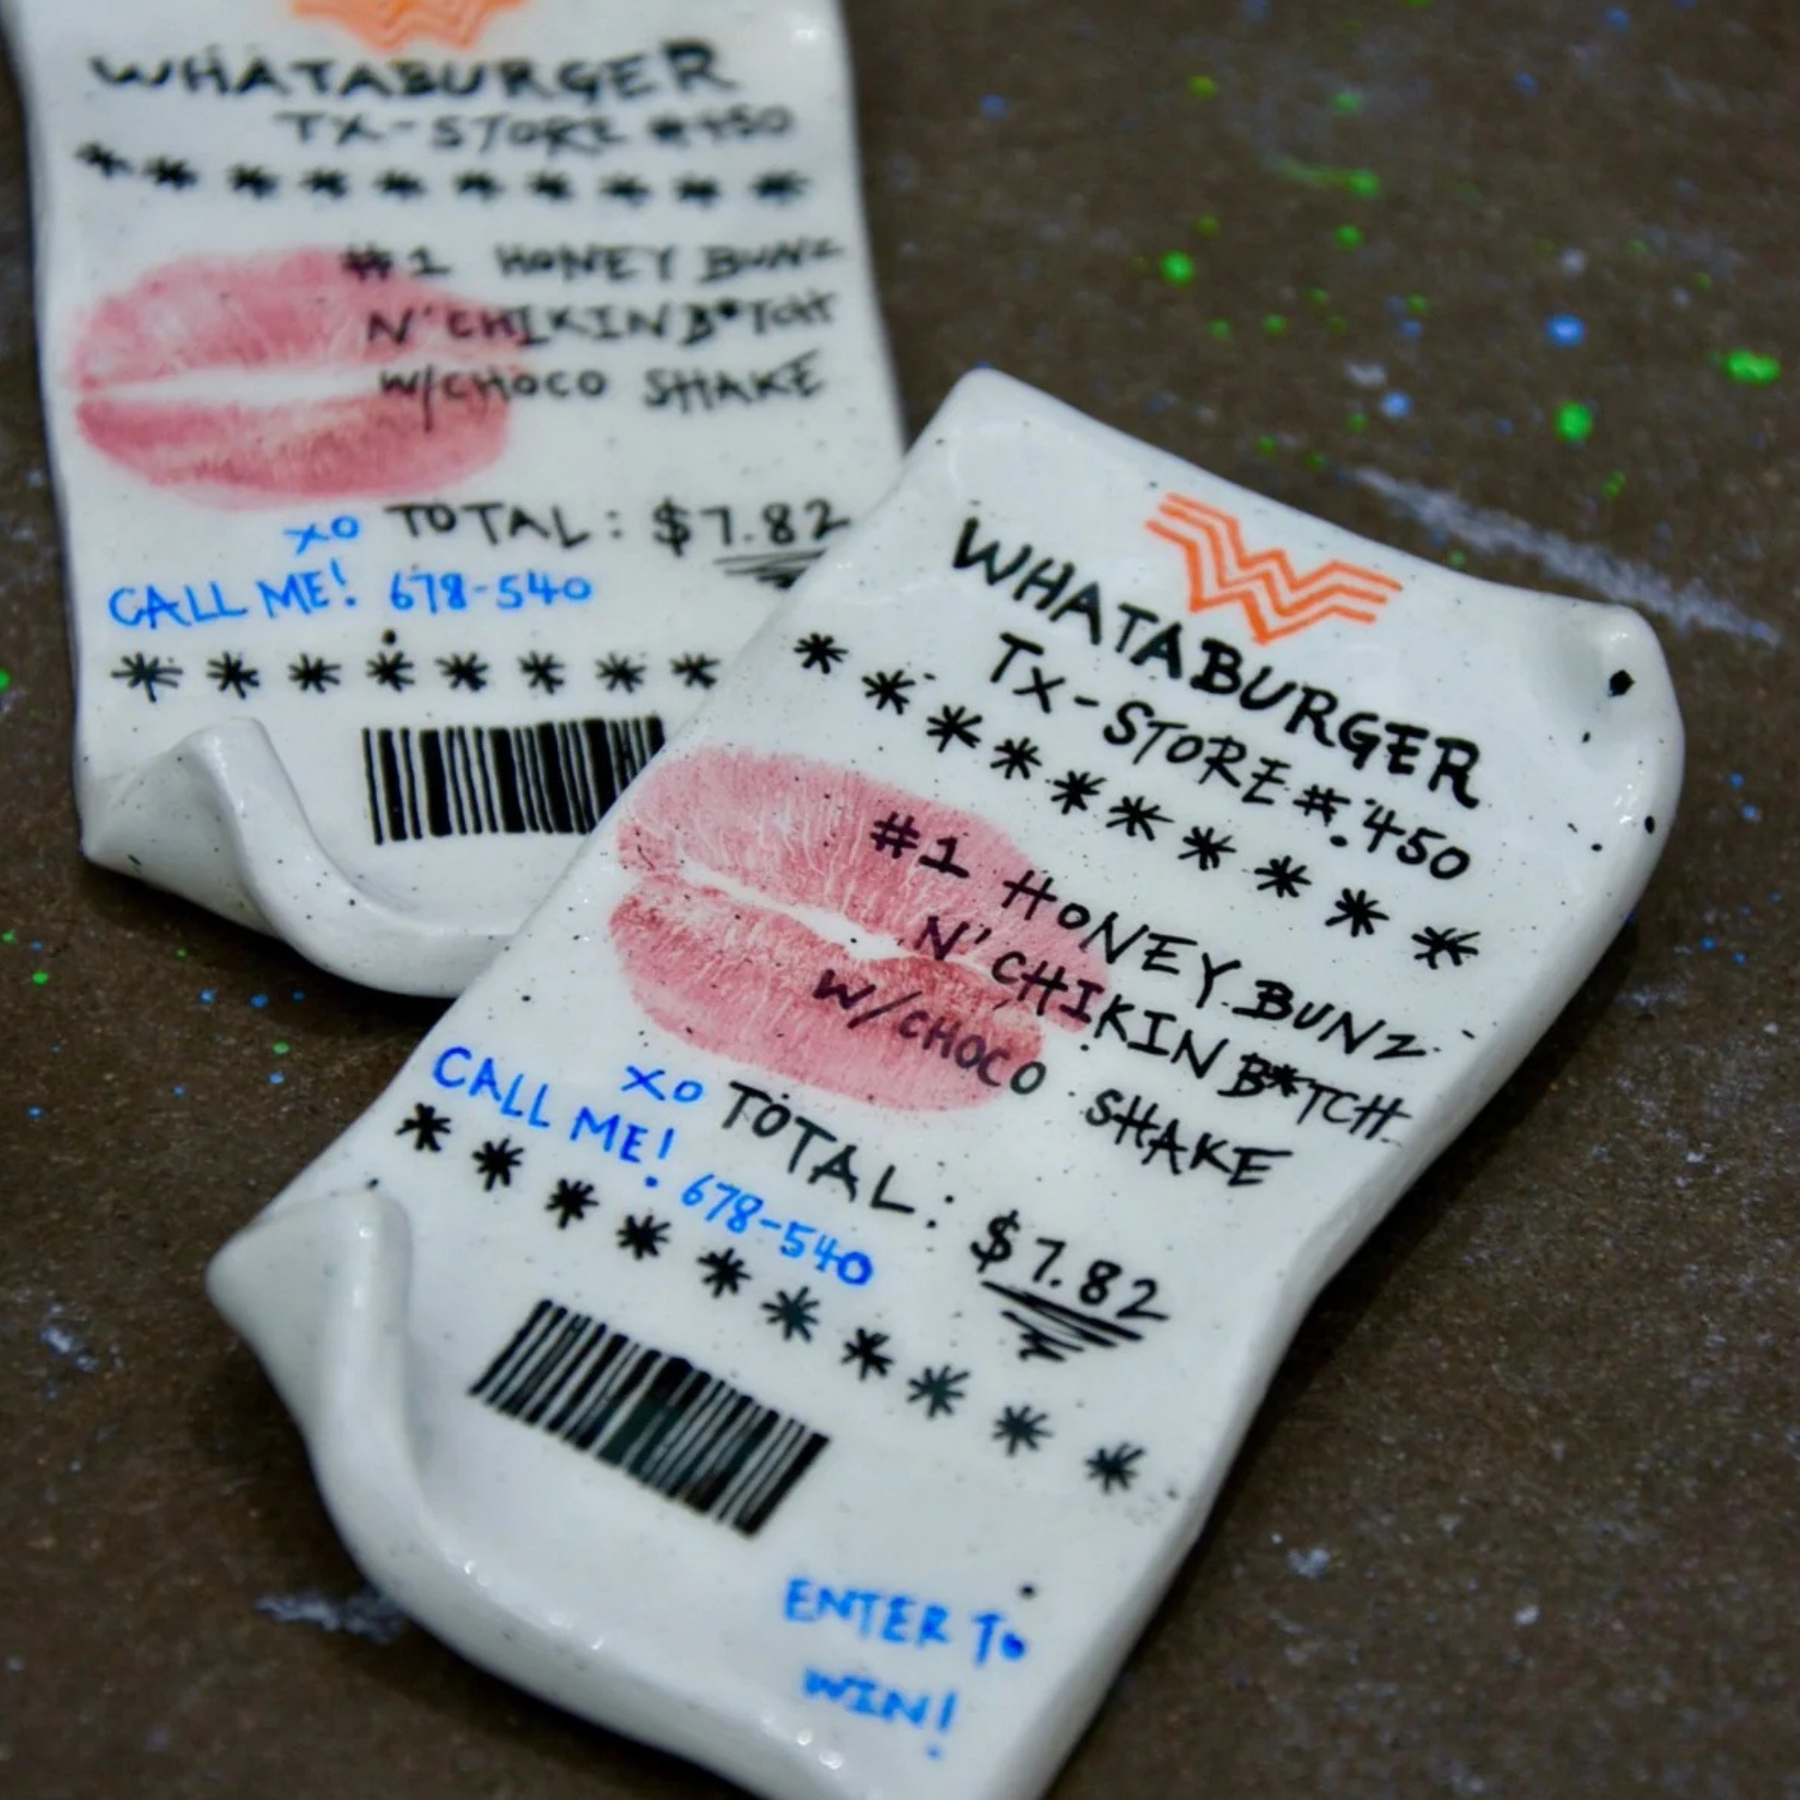 WHATABURGER
TX-STORE #450
* * * * * * * * * *
#1 HONEY BUNZ
N' CHIKIN B*TCH
W/CHOCO SHAKE
XO TOTAL: $7.82
CALL ME! 678-540
* * * * * * * *
WHATABURGER
TX-STORE #450
* * * * * * * * * *
#1 HONEY BUNZ
N' CHIKIN B*TCH
W/CHOCO SHAKE
XO TOTAL: $7.82
CALL ME! 678-540
* * * * * * * * * *
ENTER TO
WIN!